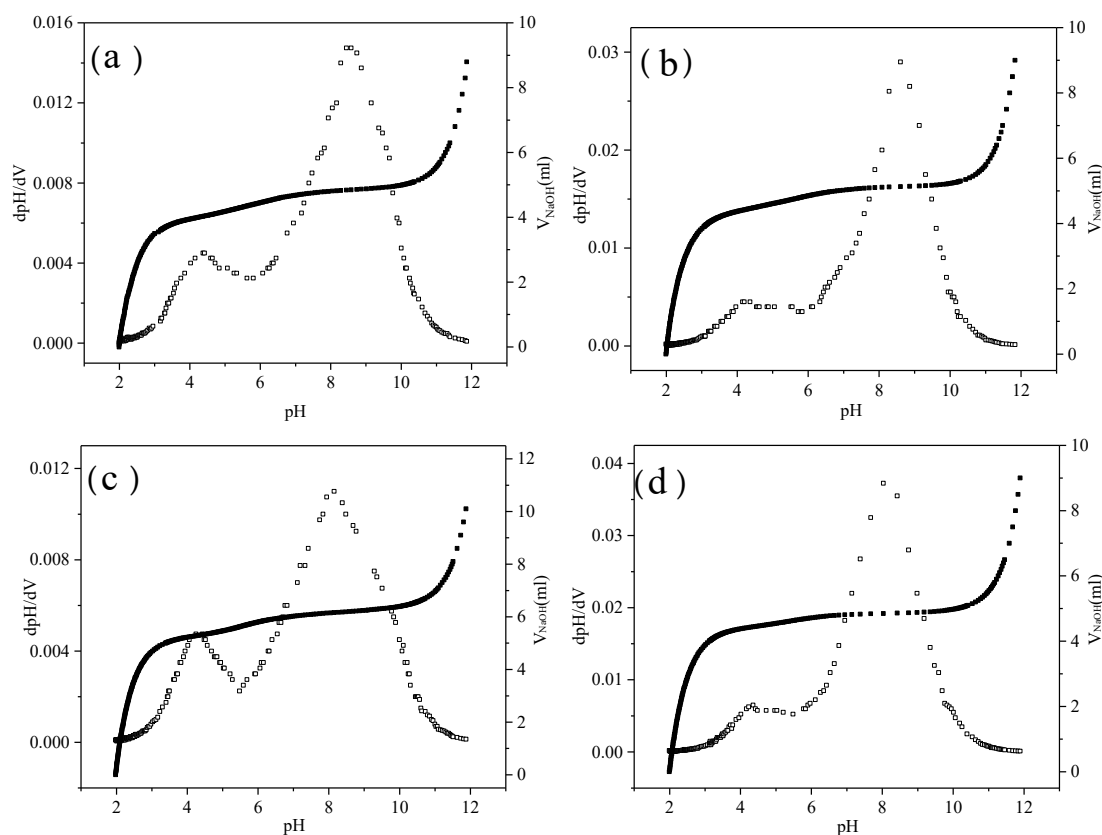 (a)
0.016
0.012
0.008
0.004
0.000
dpH/dV
10
8
6
4
2
0
V_NaOH(ml)
2 4 6 8 10 12
pH
(b)
0.03
0.02
0.01
0.00
dpH/dV
10
8
6
4
2
0
V_NaOH(ml)
2 4 6 8 10 12
pH
(c)
0.012
0.008
0.004
0.000
dpH/dV
12
10
8
6
4
2
0
V_NaOH(ml)
2 4 6 8 10 12
pH
(d)
0.04
0.03
0.02
0.01
0.00
dpH/dV
10
8
6
4
2
0
V_NaOH(ml)
2 4 6 8 10 12
pH